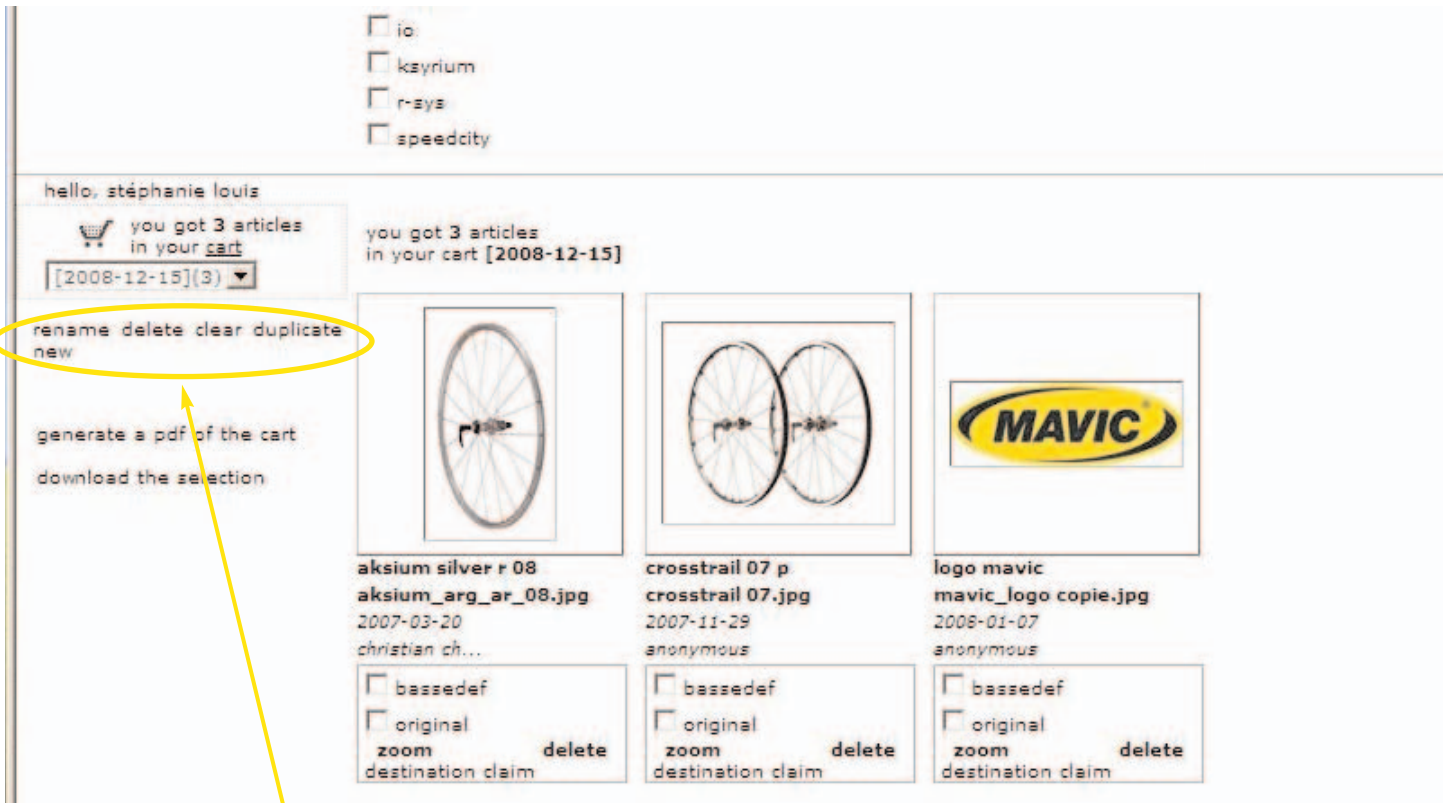 io
ksyrium
r-sys
speedcity
hello, stéphanie louis
you got 3 articles
in your cart
[2008-12-15](3)
rename delete clear duplicate
new
generate a pdf of the cart
download the selection
you got 3 articles
in your cart [2008-12-15]
MAVIC
aksium silver r 08
aksium_arg_ar_08.jpg
2007-03-20
christian ch...
bassedef
original
zoom delete
destination claim
crosstrail 07 p
crosstrail 07.jpg
2007-11-29
anonymous
bassedef
original
zoom delete
destination claim
logo mavic
mavic_logo copie.jpg
2008-01-07
anonymous
bassedef
original
zoom delete
destination claim